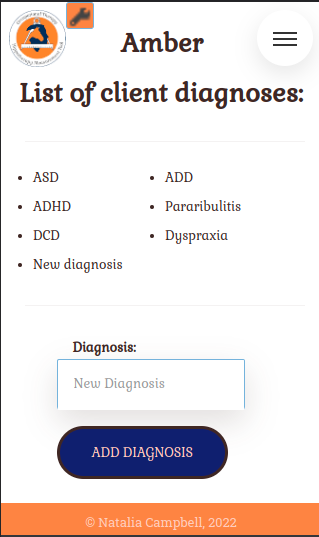 Amber
List of client diagnoses:
ASD
ADHD
DCD
New diagnosis
ADD
Pararibulitis
Dyspraxia
Diagnosis:
New Diagnosis
ADD DIAGNOSIS
© Natalia Campbell, 2022